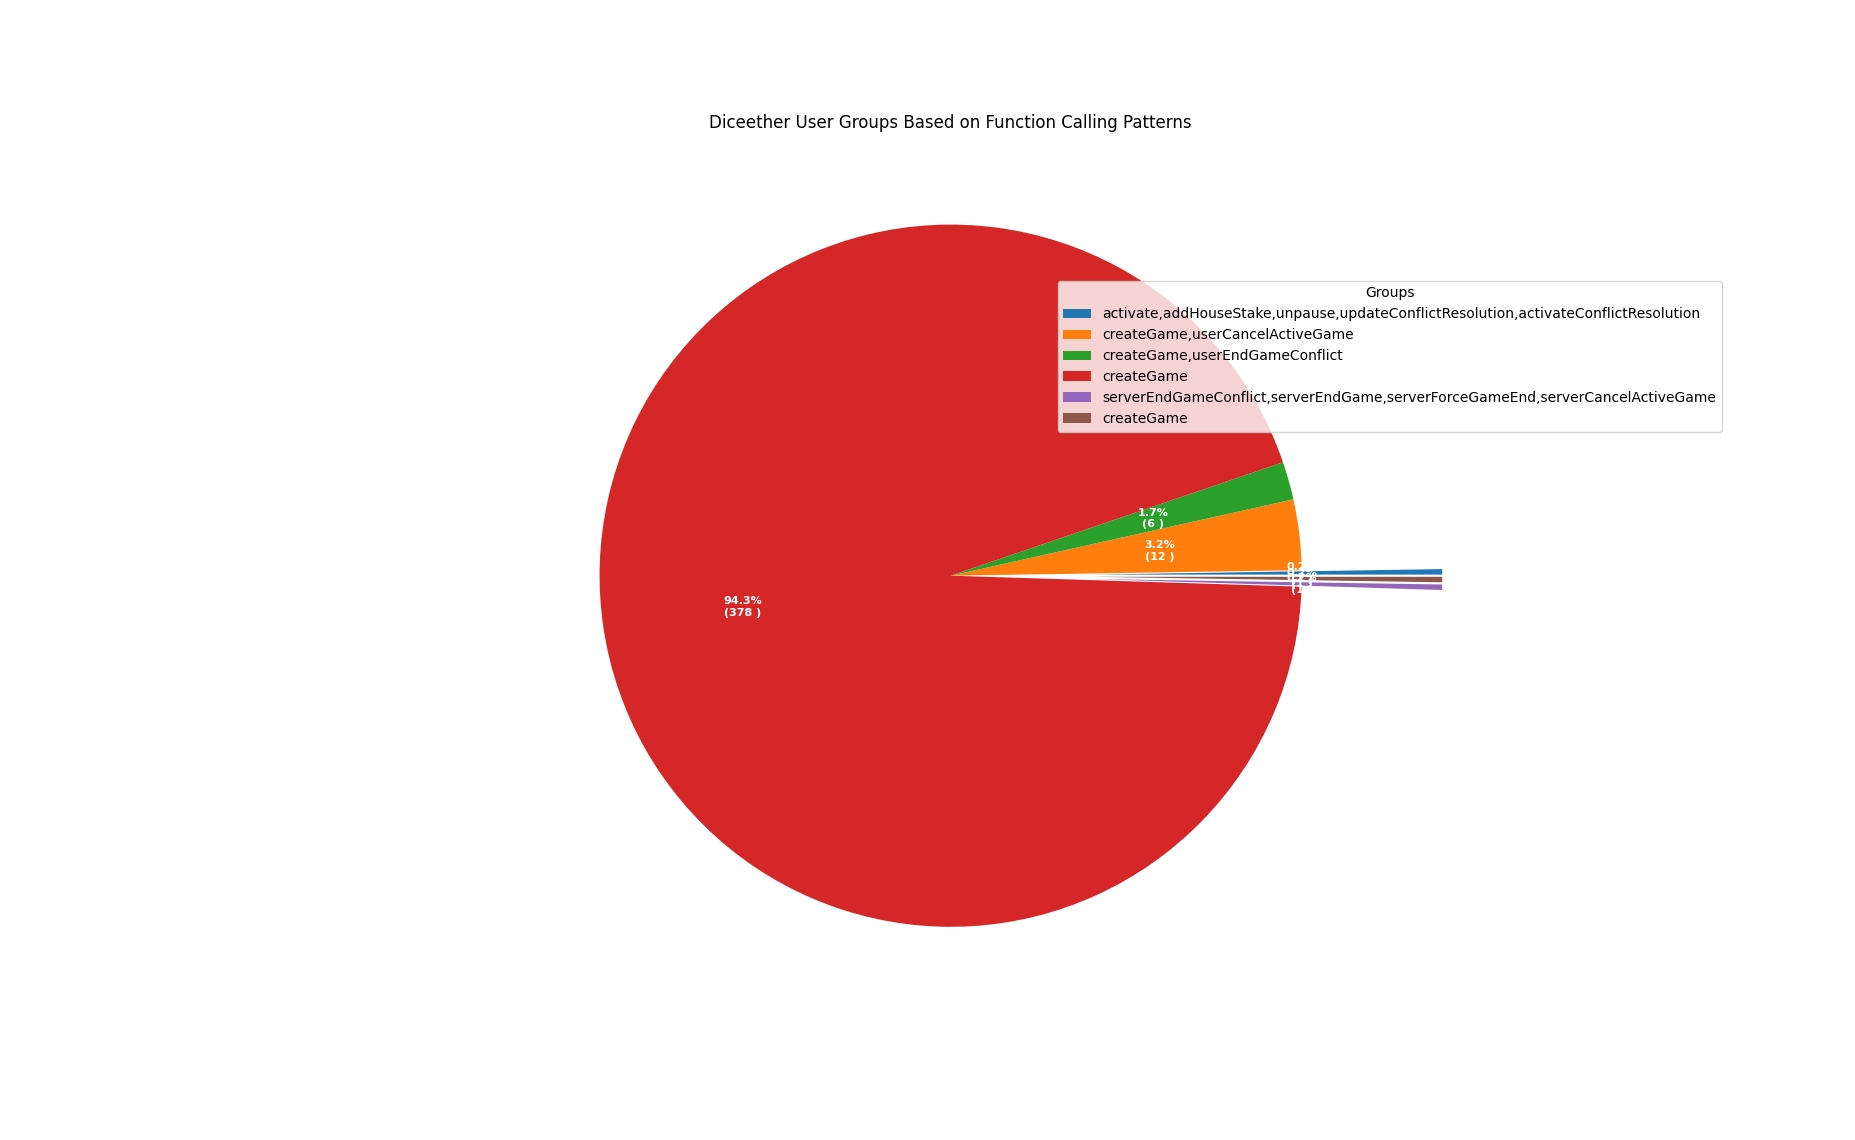 Diceether User Groups Based on Function Calling Patterns
Groups
activate,addHouseStake,unpause,updateConflictResolution,activateConflictResolution
createGame,userCancelActiveGame
createGame,userEndGameConflict
createGame
serverEndGameConflict,serverEndGame,serverForceGameEnd,serverCancelActiveGame
createGame
1.7%
(6 )
3.2%
(12 )
94.3%
(378 )